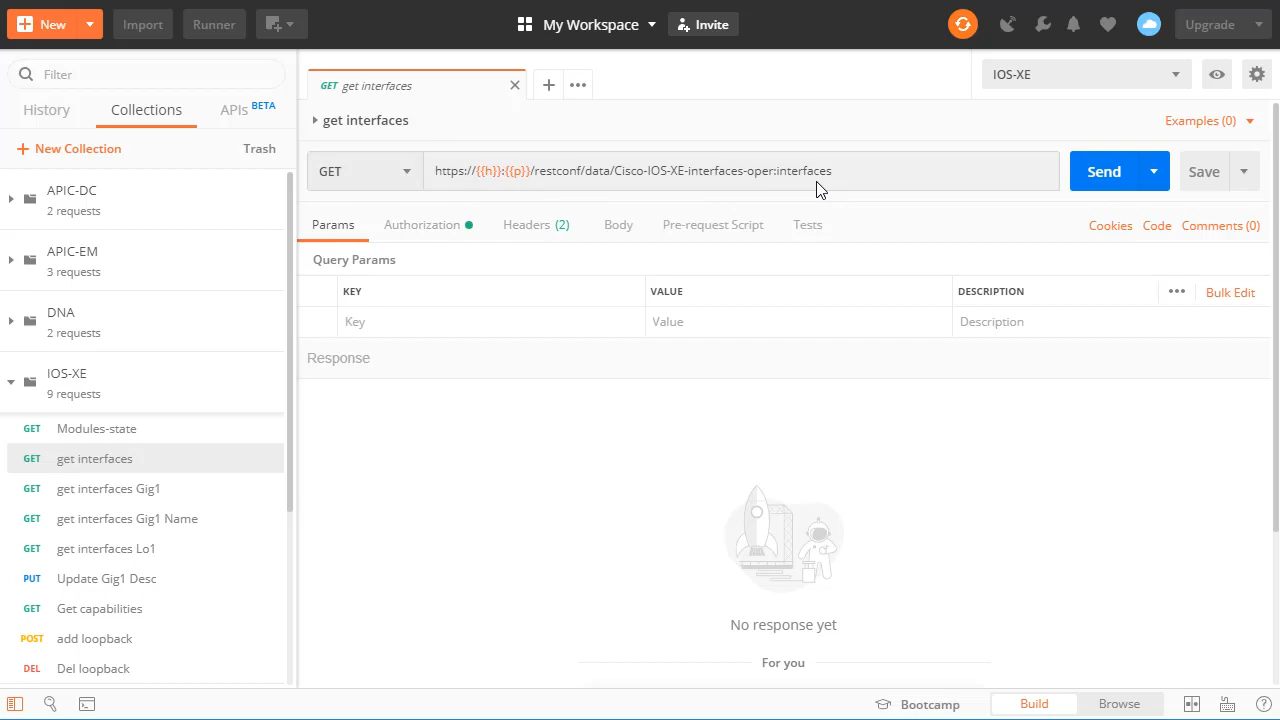 New
Import
Runner
My Workspace
Invite
Upgrade
Filter
History
Collections
APIs BETA
New Collection
Trash
APIC-DC
2 requests
APIC-EM
3 requests
DNA
2 requests
IOS-XE
9 requests
GET Modules-state
GET get interfaces
GET get interfaces Gig1
GET get interfaces Gig1 Name
GET get interfaces Lo1
PUT Update Gig1 Desc
GET Get capabilities
POST add loopback
DEL Del loopback
GET get interfaces
IOS-XE
get interfaces
Examples (0)
GET
https://{{h}}:{{p}}/restconf/data/Cisco-IOS-XE-interfaces-oper:interfaces
Send
Save
Params
Authorization
Headers (2)
Body
Pre-request Script
Tests
Cookies
Code
Comments (0)
Query Params
KEY
VALUE
DESCRIPTION
Bulk Edit
Key
Value
Description
Response
No response yet
For you
Bootcamp
Build
Browse